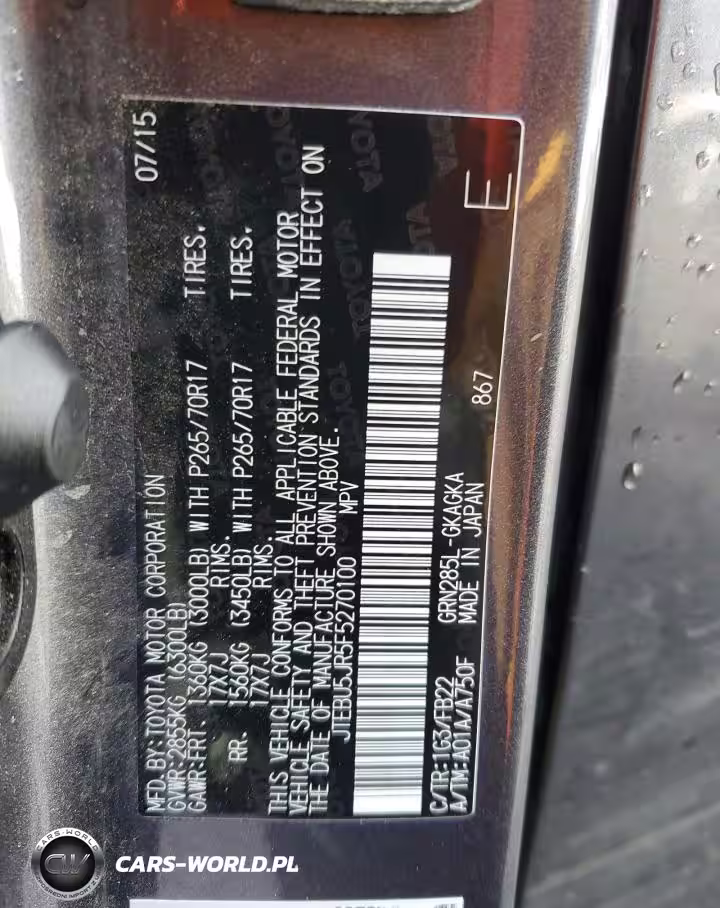 MFD. BY:TOYOTA MOTOR CORPORATION 07/15
GVWR:2855KG (6300LB)
GAWR:FRT. 1360KG (3000LB) WITH P265/70R17 TIRES.
17X7J RIMS.
RR. 1560KG (3450LB) WITH P265/70R17 TIRES.
17X7J RIMS.
THIS VEHICLE CONFORMS TO ALL APPLICABLE FEDERAL MOTOR
VEHICLE SAFETY AND THEFT PREVENTION STANDARDS IN EFFECT ON
THE DATE OF MANUFACTURE SHOWN ABOVE.
JTEBU5JR5F5270100 MPV
C/TR:1G3/FB22 GRN285L-GKAGKA 867
A/TM:A01A/A750F MADE IN JAPAN
E
CARS-WORLD.PL